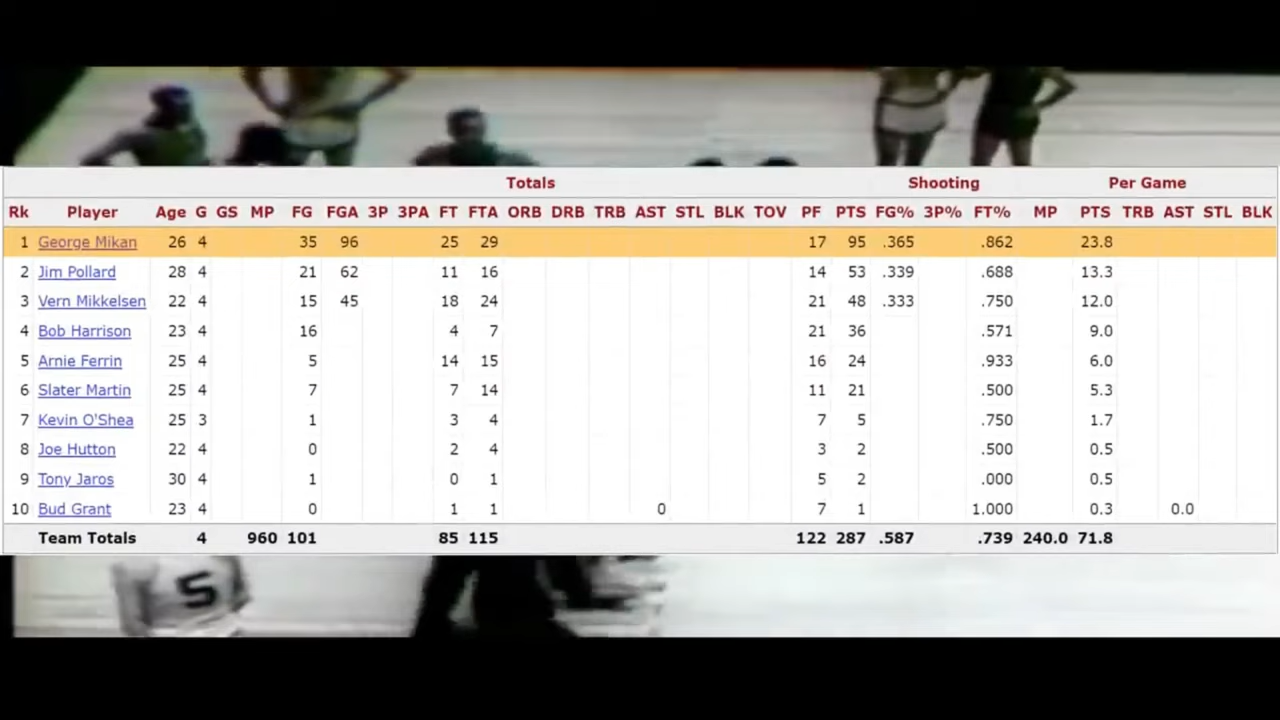 Totals Shooting Per Game
Rk Player Age G GS MP FG FGA 3P 3PA FT FTA ORB DRB TRB AST STL BLK TOV PF PTS FG% 3P% FT% MP PTS TRB AST STL BLK
1 George Mikan 26 4 35 96 25 29 17 95 .365 .862 23.8
2 Jim Pollard 28 4 21 62 11 16 14 53 .339 .688 13.3
3 Vern Mikkelsen 22 4 15 45 18 24 21 48 .333 .750 12.0
4 Bob Harrison 23 4 16 4 7 21 36 .571 9.0
5 Arnie Ferrin 25 4 5 14 15 16 24 .933 6.0
6 Slater Martin 25 4 7 7 14 11 21 .500 5.3
7 Kevin O'Shea 25 3 1 3 4 7 5 .750 1.7
8 Joe Hutton 22 4 0 2 4 3 2 .500 0.5
9 Tony Jaros 30 4 1 0 1 5 2 .000 0.5
10 Bud Grant 23 4 0 1 1 0 7 1 1.000 0.3 0.0
Team Totals 4 960 101 85 115 122 287 .587 .739 240.0 71.8
5